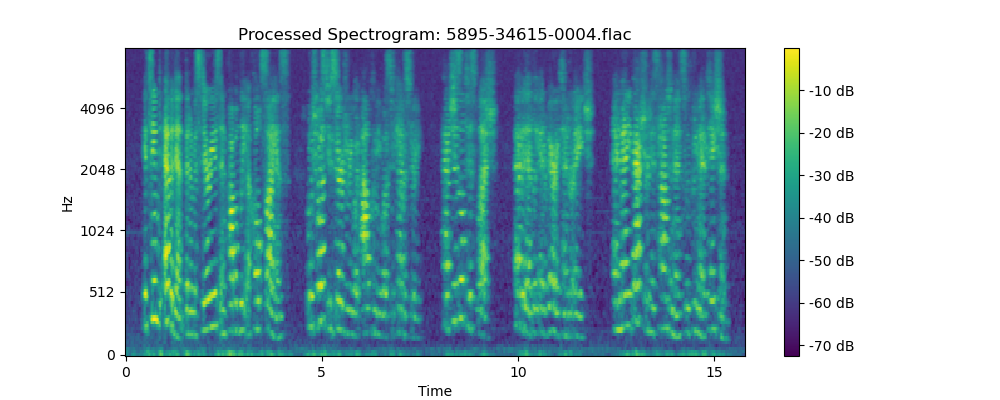 Processed Spectrogram: 5895-34615-0004.flac
Hz
4096
2048
1024
512
0
0 5 10 15
Time
-10 dB
-20 dB
-30 dB
-40 dB
-50 dB
-60 dB
-70 dB